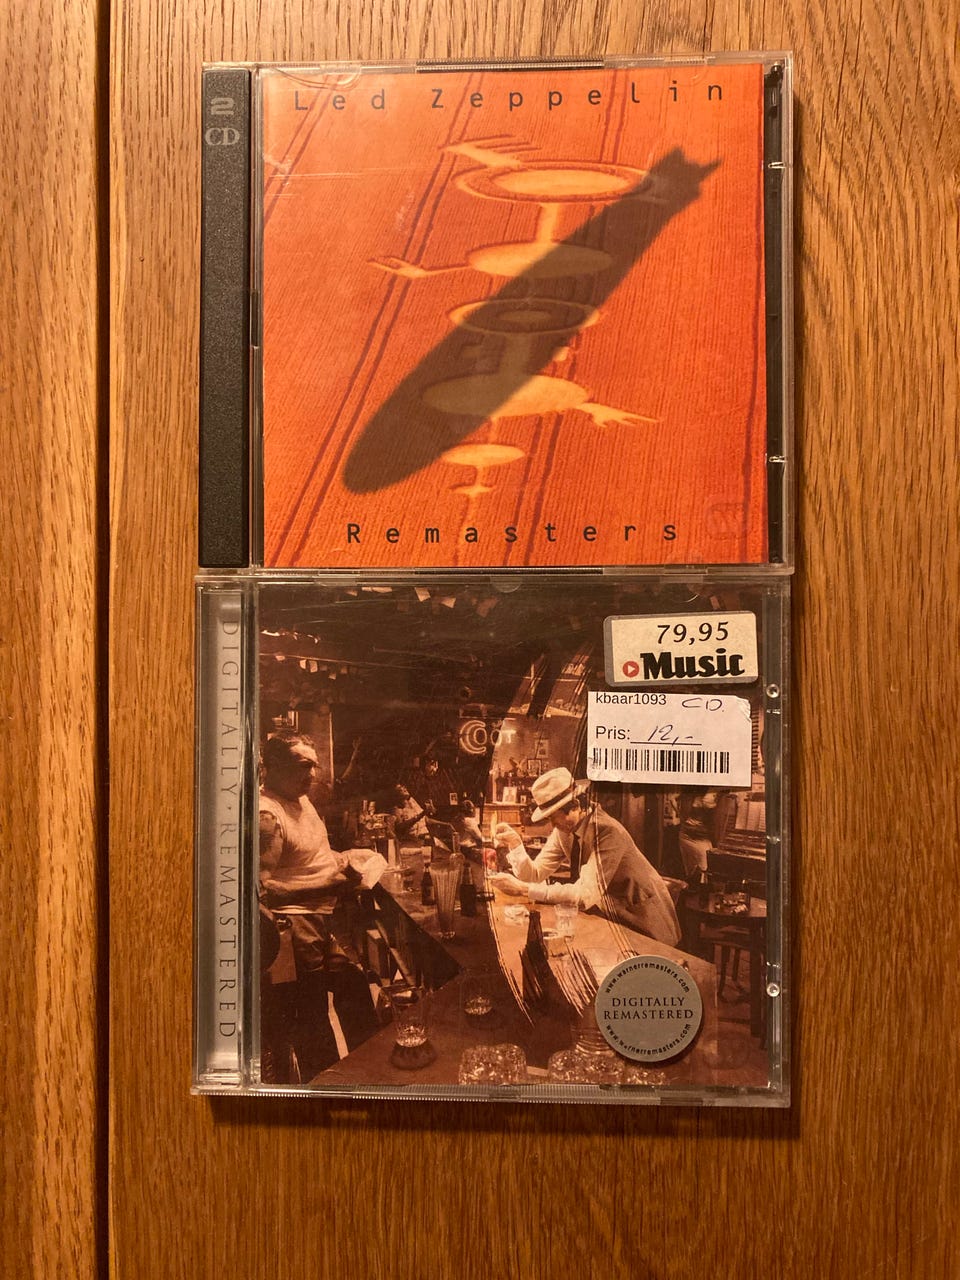 2
CD
Led Zeppelin
Remasters
DIGITALLY · REMASTERED
79,95
Music
kbaar1093 CD.
Pris: 12,-
www.warnerremasters.com
DIGITALLY
REMASTERED
www.warnerremasters.com